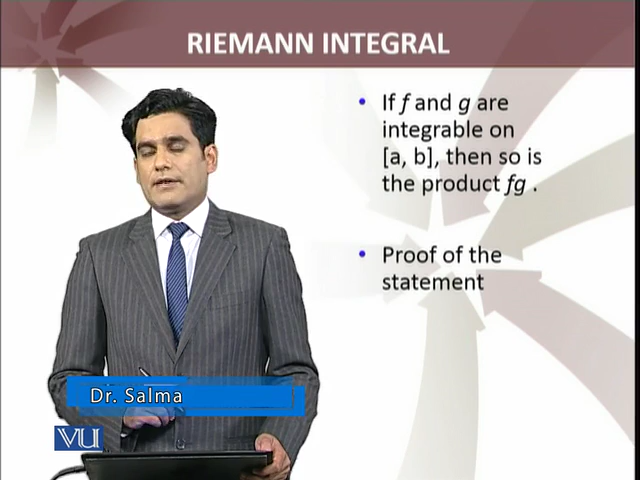 RIEMANN INTEGRAL
• If f and g are
integrable on
[a, b], then so is
the product fg .
• Proof of the
statement
Dr. Salma
VU